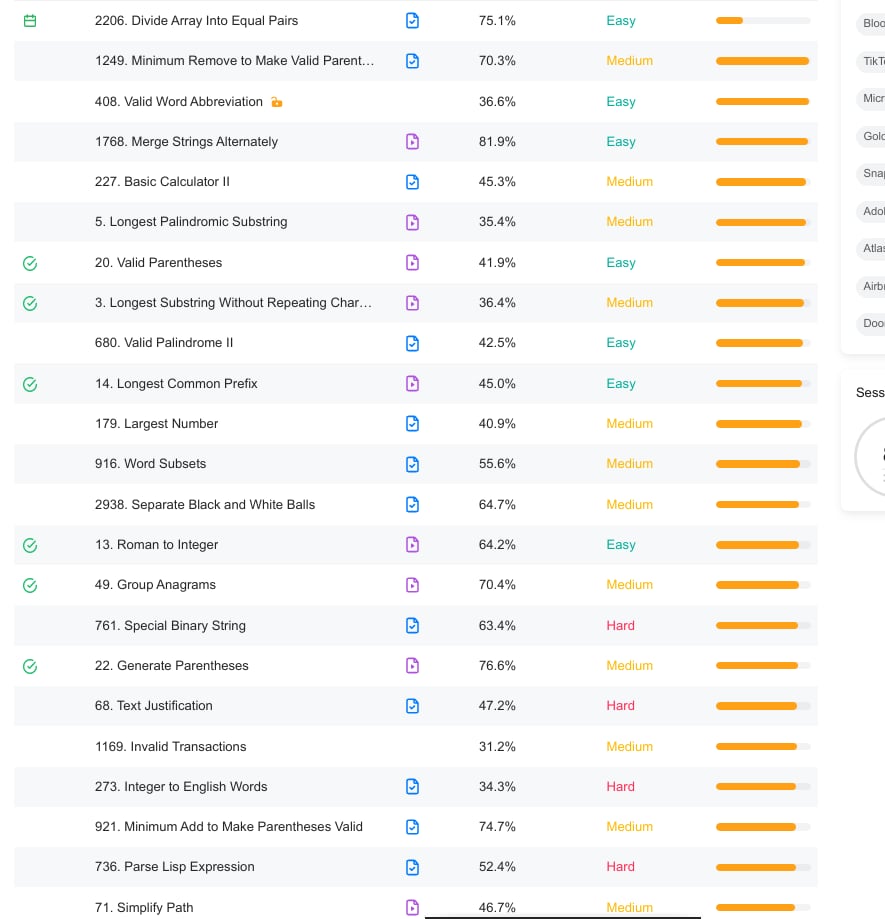 2206. Divide Array Into Equal Pairs 75.1% Easy
1249. Minimum Remove to Make Valid Parent... 70.3% Medium
408. Valid Word Abbreviation 36.6% Easy
1768. Merge Strings Alternately 81.9% Easy
227. Basic Calculator II 45.3% Medium
5. Longest Palindromic Substring 35.4% Medium
20. Valid Parentheses 41.9% Easy
3. Longest Substring Without Repeating Char... 36.4% Medium
680. Valid Palindrome II 42.5% Easy
14. Longest Common Prefix 45.0% Easy
179. Largest Number 40.9% Medium
916. Word Subsets 55.6% Medium
2938. Separate Black and White Balls 64.7% Medium
13. Roman to Integer 64.2% Easy
49. Group Anagrams 70.4% Medium
761. Special Binary String 63.4% Hard
22. Generate Parentheses 76.6% Medium
68. Text Justification 47.2% Hard
1169. Invalid Transactions 31.2% Medium
273. Integer to English Words 34.3% Hard
921. Minimum Add to Make Parentheses Valid 74.7% Medium
736. Parse Lisp Expression 52.4% Hard
71. Simplify Path 46.7% Medium
Bloo
TikT
Micr
Gold
Snap
Adol
Atlas
Airb
Door
Sess